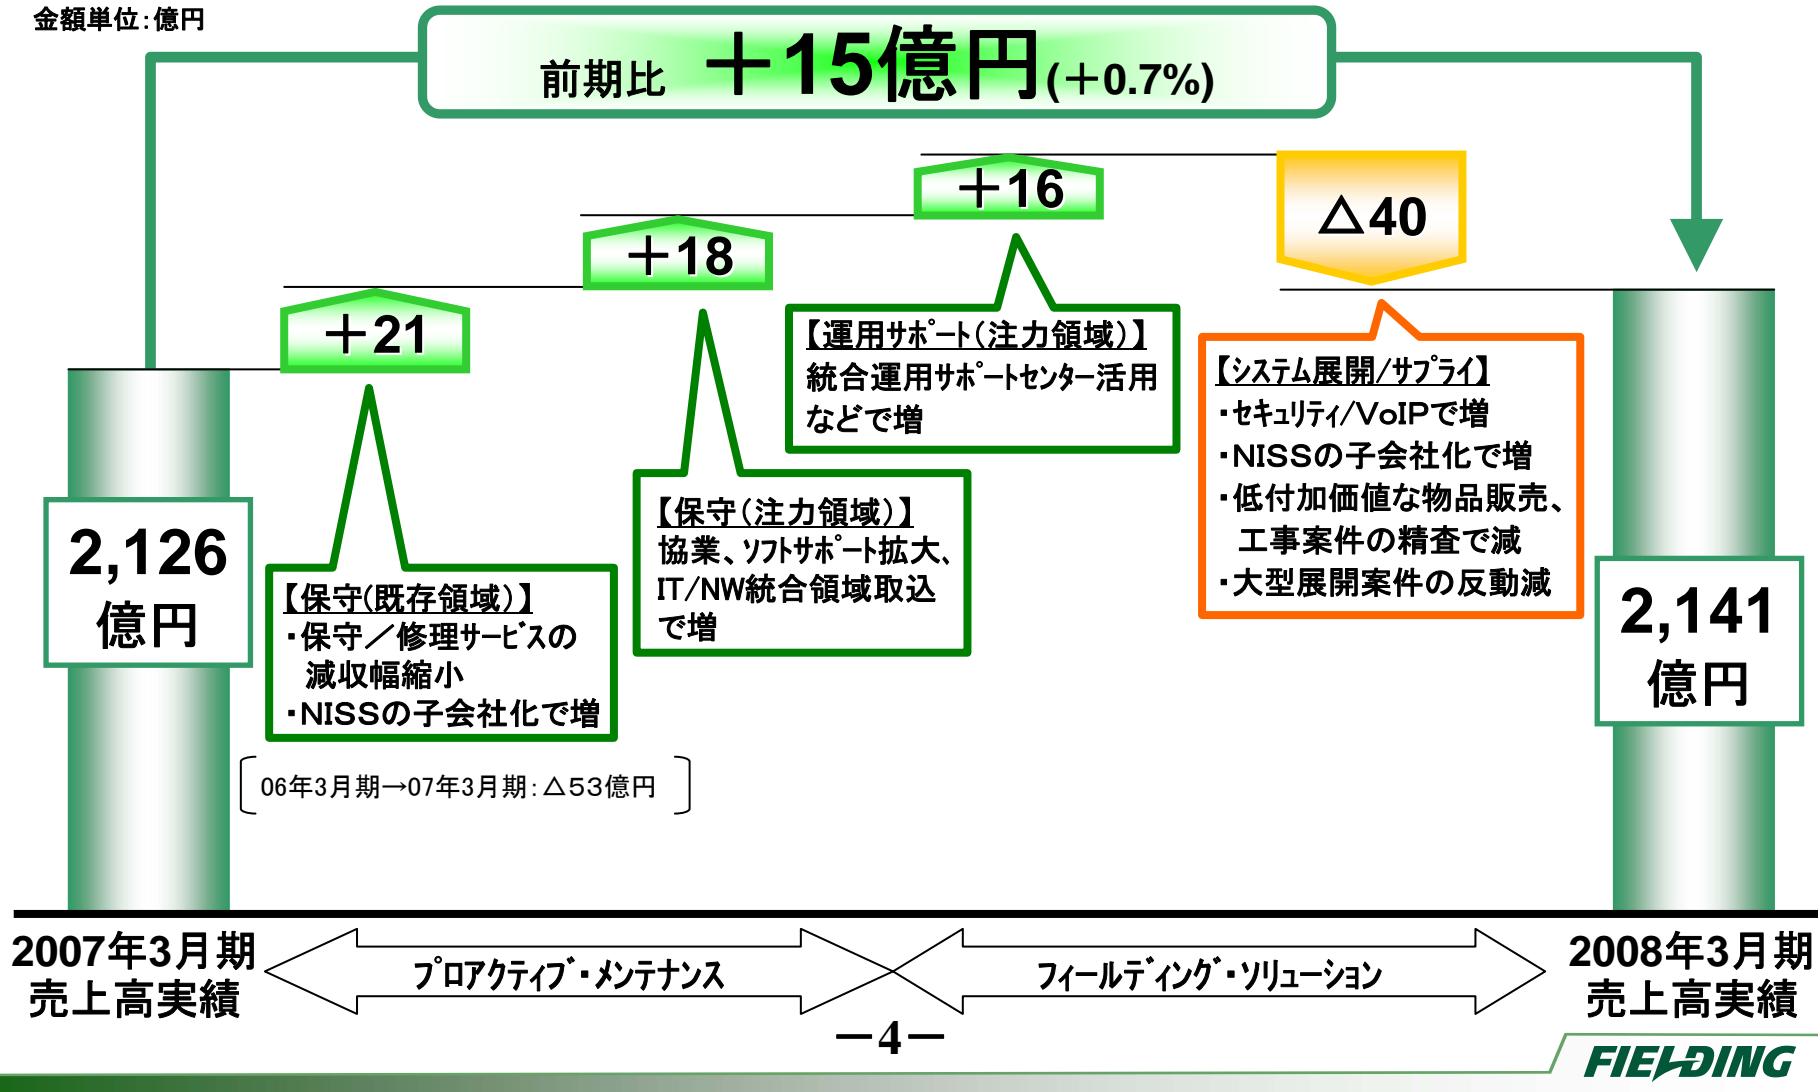 金額単位：億円
前期比 ＋15億円(＋0.7%)
＋16
△40
＋18
＋21
【運用ｻﾎﾟｰﾄ（注力領域）】
統合運用ｻﾎﾟｰﾄｾﾝﾀｰ活用
などで増
【ｼｽﾃﾑ展開/ｻﾌﾟﾗｲ】
・ｾｷｭﾘﾃｨ/ＶｏＩＰで増
・ＮＩＳＳの子会社化で増
・低付加価値な物品販売、
工事案件の精査で減
・大型展開案件の反動減
【保守（注力領域）】
協業、ｿﾌﾄｻﾎﾟｰﾄ拡大、
IT/NW統合領域取込
で増
【保守(既存領域）】
・保守／修理ｻｰﾋﾞｽの
減収幅縮小
・ＮＩＳＳの子会社化で増
2,126
億円
2,141
億円
06年3月期→07年3月期：△５３億円
2007年3月期
売上高実績
ﾌﾟﾛｱｸﾃｨﾌﾞ・ﾒﾝﾃﾅﾝｽ
ﾌｨｰﾙﾃﾞｨﾝｸﾞ・ｿﾘｭｰｼｮﾝ
2008年3月期
売上高実績
－4－
FIELDING